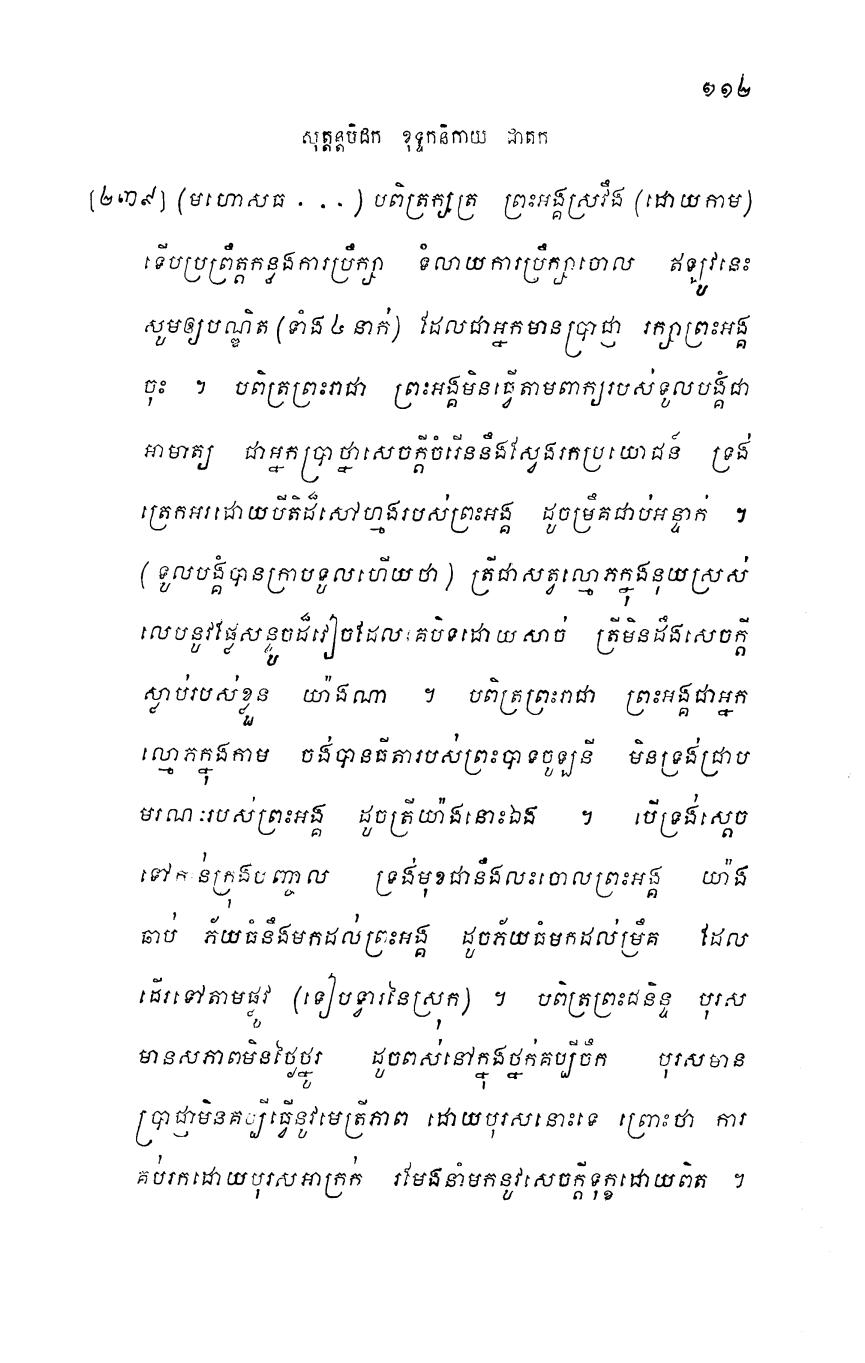 ១១២
សុត្តន្តបិដក ខុទ្ទកនិកាយ ជាតក
[២៣៩] (មហោសធ . . . ) បពិត្រក្សត្រ ព្រះអង្គស្រវឹង (ដោយកាម)
ទើបប្រព្រឹត្តកន្លងការប្រឹក្សា ទំលាយការប្រឹក្សាចោល ឥឡូវនេះ
សូមឲ្យបណ្ឌិត (ទាំង ៤ នាក់) ដែលជាអ្នកមានប្រាជ្ញា រក្សាព្រះអង្គ
ចុះ ។ បពិត្រព្រះរាជា ព្រះអង្គមិនធ្វើតាមពាក្យរបស់ទូលបង្គំជា
អាមាត្យ ជាអ្នកប្រាថ្នាសេចក្តីចំរើននឹងស្វែងរកប្រយោជន៍ ទ្រង់
ត្រេកអរដោយបីតិដ៏សៅហ្មងរបស់ព្រះអង្គ ដូចម្រឹគជាប់អន្ទាក់ ។
( ទូលបង្គំបានក្រាបទូលហើយថា ) ត្រីជាសត្វល្មោភក្នុងនុយស្រស់
លេបនូវផ្លែសន្ទូចដ៏វៀចដែលគេបិទដោយសាច់ ត្រីមិនដឹងសេចក្តី
ស្លាប់របស់ខ្លួន យ៉ាងណា ។ បពិត្រព្រះរាជា ព្រះអង្គជាអ្នក
ល្មោភក្នុងកាម ចង់បានធីតារបស់ព្រះបាទចូឡនី មិនទ្រង់ជ្រាប
មរណៈរបស់ព្រះអង្គ ដូចត្រីយ៉ាងនោះឯង ។ បើទ្រង់ស្តេច
ទៅកាន់ក្រុងបញ្ចាល ទ្រង់មុខជានឹងលះចោលព្រះអង្គ យ៉ាង
ឆាប់ ភ័យធំនឹងមកដល់ព្រះអង្គ ដូចភ័យធំមកដល់ម្រឹគ ដែល
ដើរទៅតាមផ្លូវ (ទៀបទ្វារនៃស្រុក) ។ បពិត្រព្រះជនិន្ទ បុរស
មានសភាពមិនថ្លៃថ្នូរ ដូចពស់នៅក្នុងថ្នក់គប្បីចឹក បុរសមាន
ប្រាជ្ញាមិនគប្បីធ្វើនូវមេត្រីភាព ដោយបុរសនោះទេ ព្រោះថា ការ
គប់រកដោយបុរសអាក្រក់ រមែងនាំមកនូវសេចក្តីទុក្ខដោយពិត ។